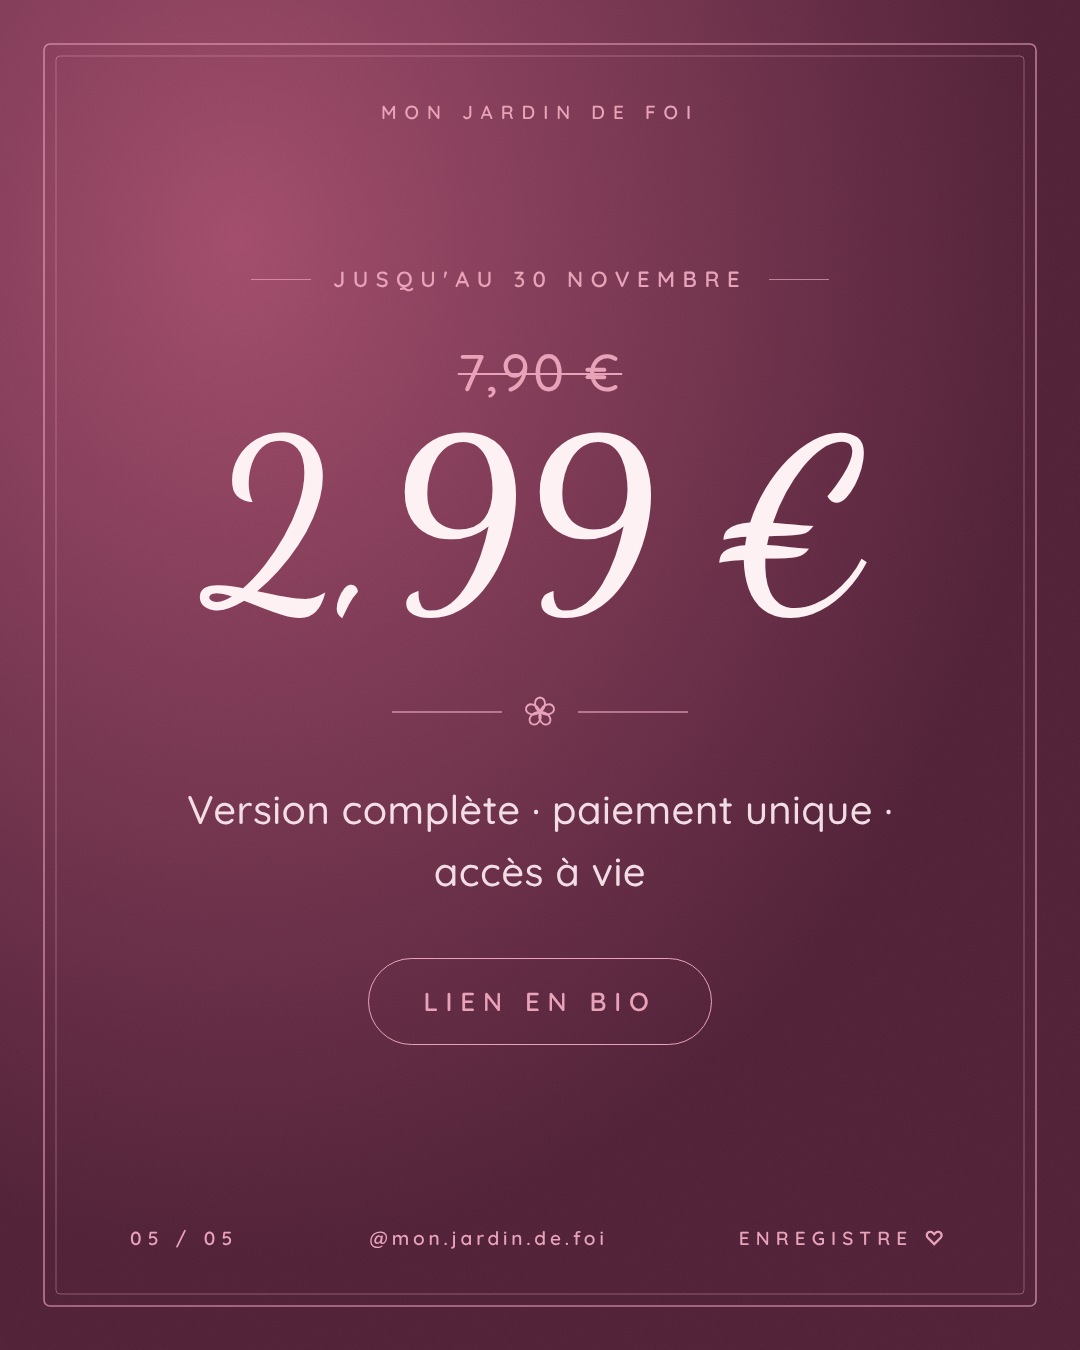 MON JARDIN DE FOI
JUSQU'AU 30 NOVEMBRE
7,90 €
2,99 €
Version complète · paiement unique ·
accès à vie
LIEN EN BIO
05 / 05
@mon.jardin.de.foi
ENREGISTRE ♡